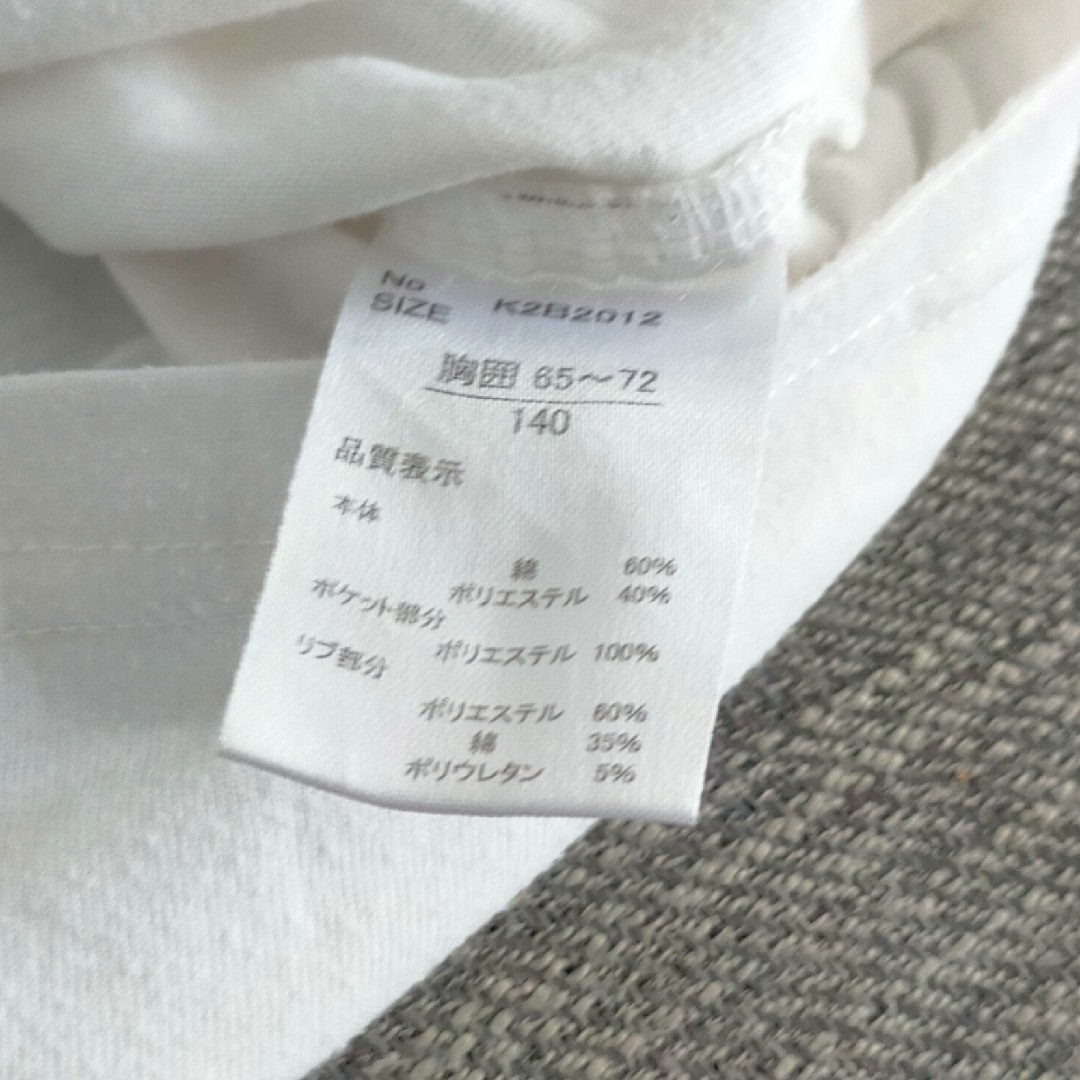 No K2B2012
SIZE
胸囲 65～72
140
品質表示
本体
綿 60%
ポリエステル 40%
ポケット部分
ポリエステル 100%
リブ部分
ポリエステル 60%
綿 35%
ポリウレタン 5%